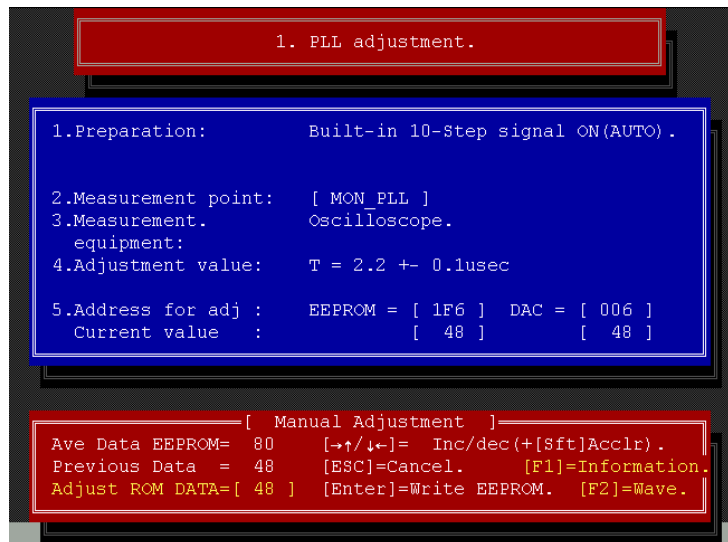 1. PLL adjustment.
1.Preparation: Built-in 10-Step signal ON(AUTO).
2.Measurement point: [ MON_PLL ]
3.Measurement. Oscilloscope.
equipment:
4.Adjustment value: T = 2.2 +- 0.1usec
5.Address for adj : EEPROM = [ 1F6 ] DAC = [ 006 ]
Current value : [ 48 ] [ 48 ]
[ Manual Adjustment ]
Ave Data EEPROM= 80 [→↑/↓←]= Inc/dec(+[Sft]Acclr).
Previous Data = 48 [ESC]=Cancel. [F1]=Information.
Adjust ROM DATA=[ 48 ] [Enter]=Write EEPROM. [F2]=Wave.